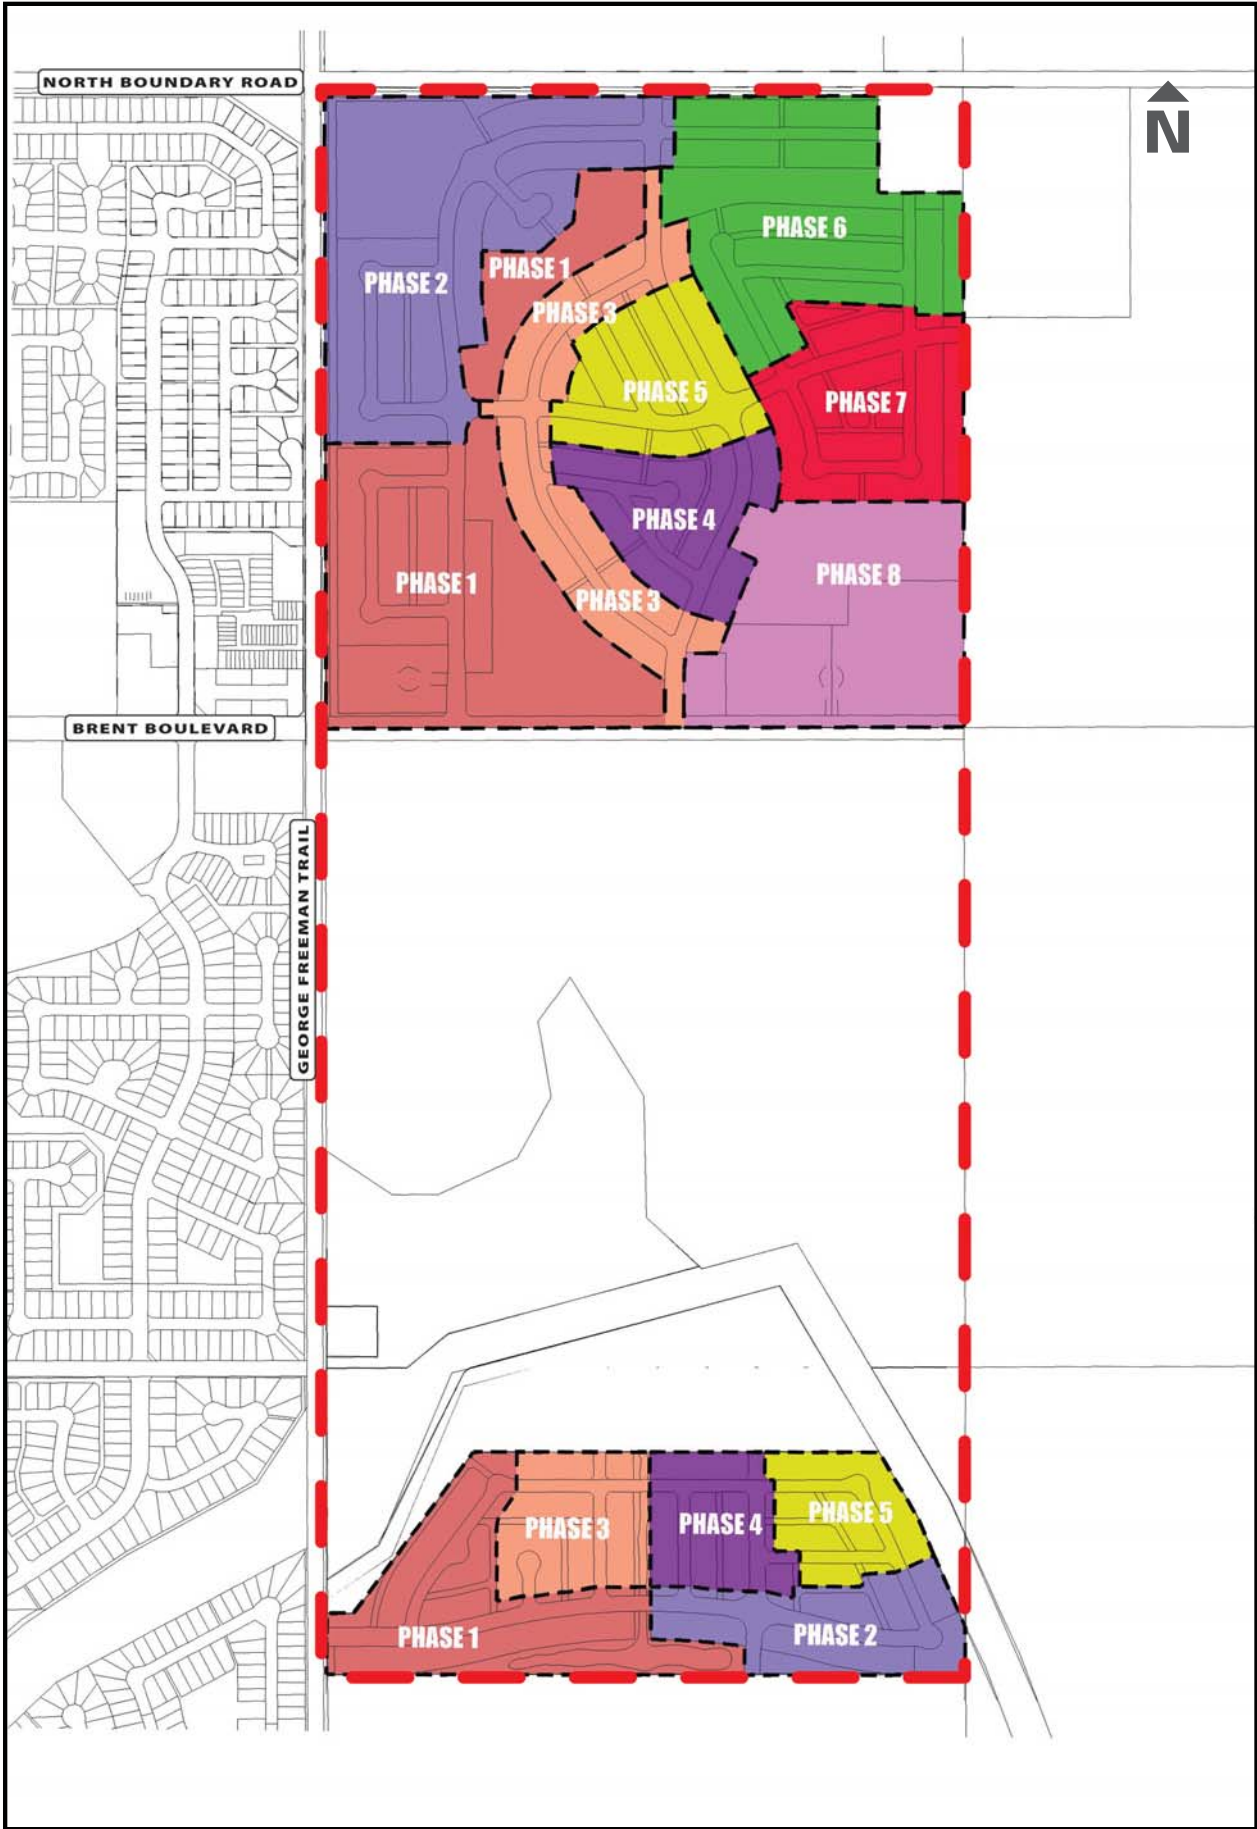 NORTH BOUNDARY ROAD
N
PHASE 6
PHASE 1
PHASE 2
PHASE 3
PHASE 5
PHASE 7
PHASE 4
PHASE 8
PHASE 1
PHASE 3
BRENT BOULEVARD
GEORGE FREEMAN TRAIL
PHASE 5
PHASE 4
PHASE 3
PHASE 2
PHASE 1